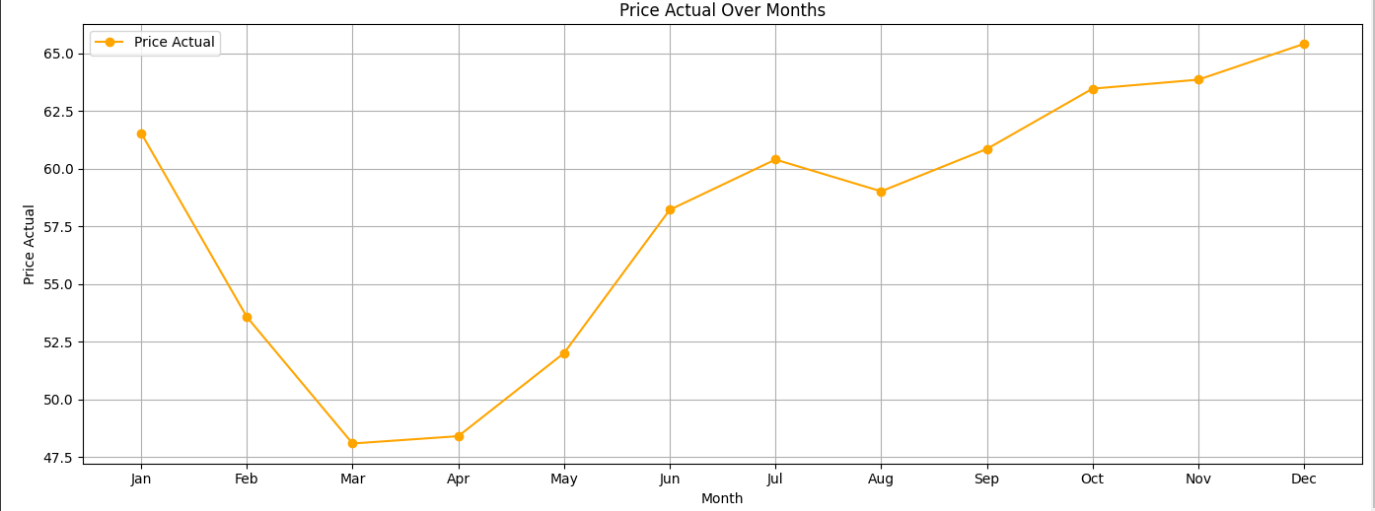 Price Actual Over Months
Price Actual
65.0
62.5
60.0
57.5
55.0
52.5
50.0
47.5
Price Actual
Jan Feb Mar Apr May Jun Jul Aug Sep Oct Nov Dec
Month